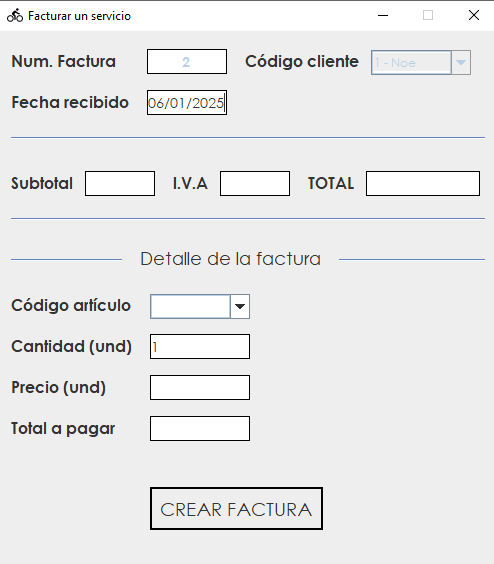 Facturar un servicio
Num. Factura 2 Código cliente 1 - Noe
Fecha recibido 06/01/2025
Subtotal I.V.A TOTAL
Detalle de la factura
Código artículo
Cantidad (und) 1
Precio (und)
Total a pagar
CREAR FACTURA